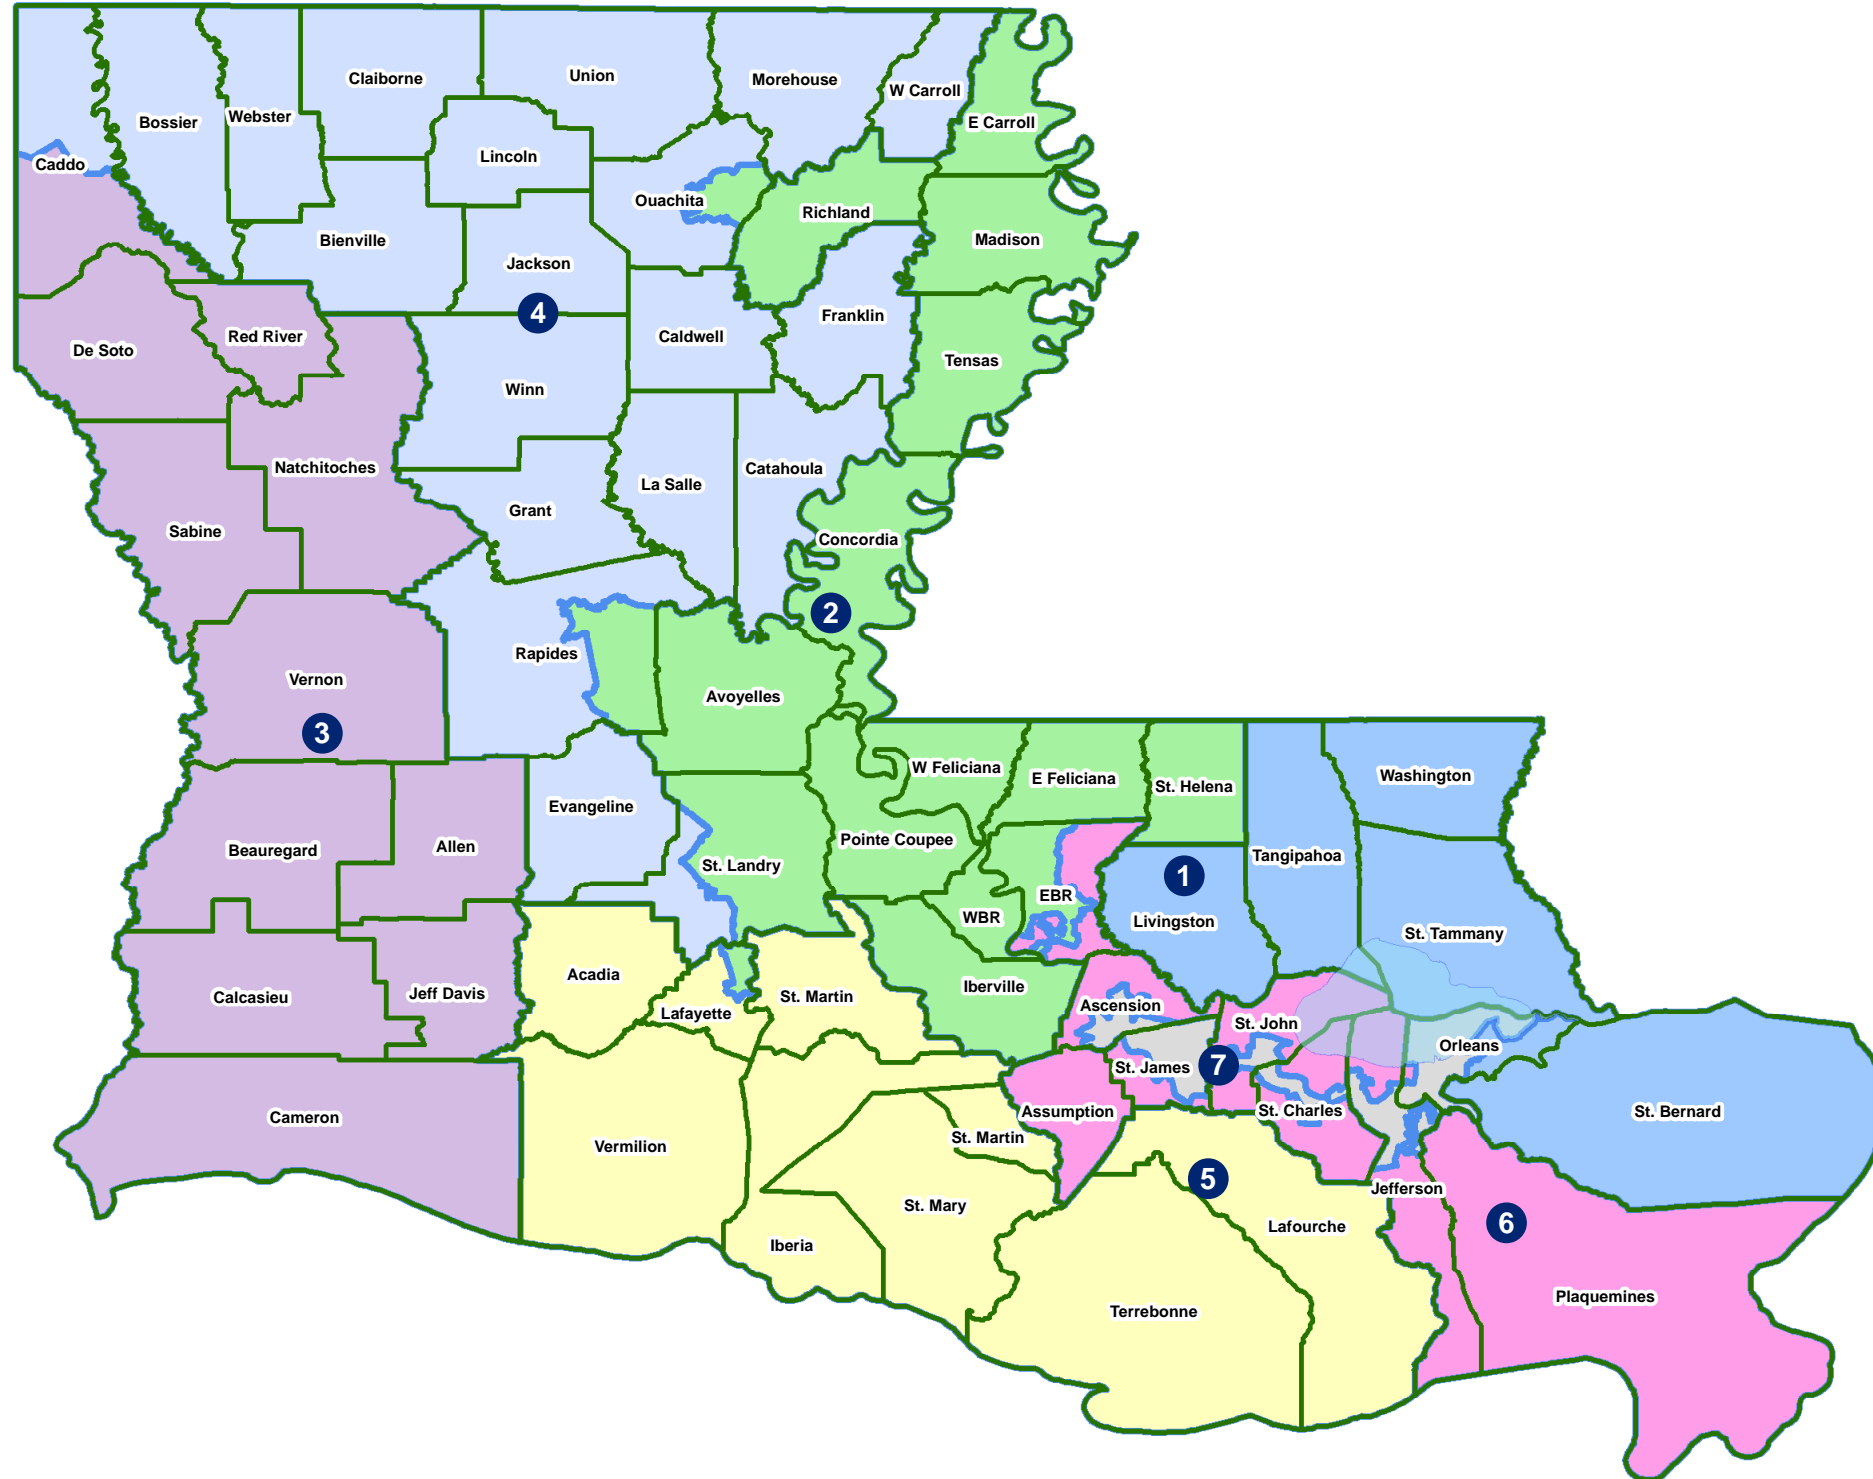 Claiborne
Union
Morehouse
W Carroll
Bossier
Webster
E Carroll
Caddo
Lincoln
Ouachita
Richland
Bienville
Madison
Jackson
4
Franklin
Red River
Caldwell
De Soto
Tensas
Winn
Natchitoches
La Salle
Catahoula
Grant
Sabine
Concordia
2
Rapides
Vernon
Avoyelles
3
W Feliciana
E Feliciana
St. Helena
Washington
Evangeline
Beauregard
Allen
Pointe Coupee
Tangipahoa
St. Landry
1
EBR
WBR
Livingston
St. Tammany
Acadia
Calcasieu
Jeff Davis
St. Martin
Iberville
Lafayette
Ascension
St. John
Orleans
St. James
7
Cameron
Assumption
St. Charles
St. Bernard
Vermilion
St. Martin
5
Jefferson
St. Mary
6
Iberia
Lafourche
Plaquemines
Terrebonne